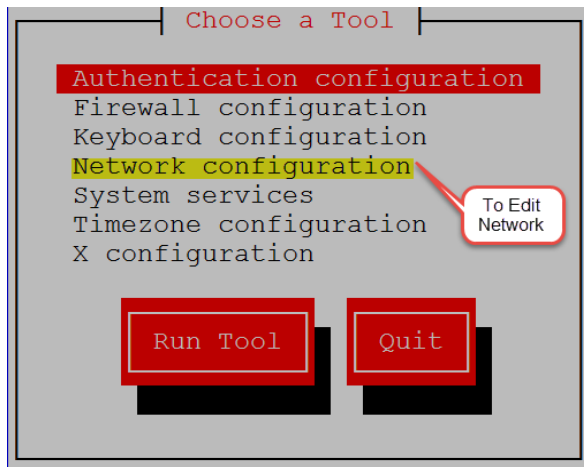 Choose a Tool
Authentication configuration
Firewall configuration
Keyboard configuration
Network configuration
System services
Timezone configuration
X configuration
To Edit
Network
Run Tool
Quit